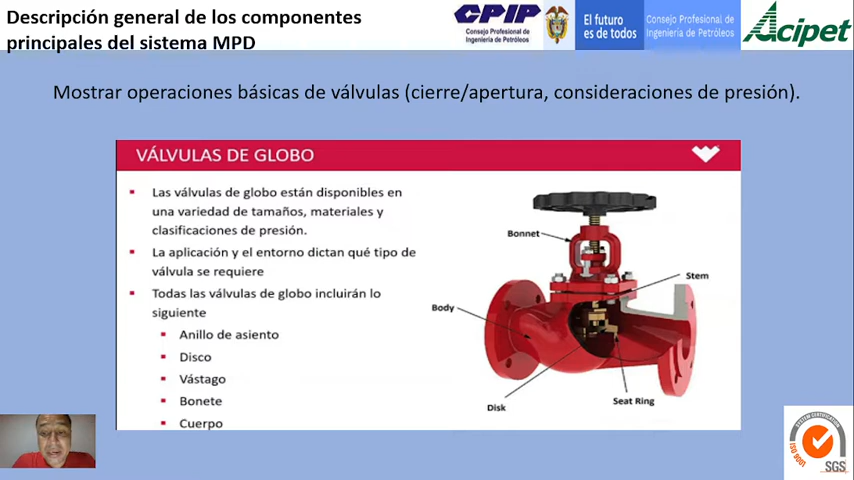 Descripción general de los componentes
principales del sistema MPD
CPIP
Consejo Profesional de
Ingeniería de Petróleos
El futuro
es de todos
Consejo Profesional de
Ingeniería de Petróleos
Acipet
Mostrar operaciones básicas de válvulas (cierre/apertura, consideraciones de presión).
VÁLVULAS DE GLOBO
Las válvulas de globo están disponibles en
una variedad de tamaños, materiales y
clasificaciones de presión.
La aplicación y el entorno dictan qué tipo de
válvula se requiere
Todas las válvulas de globo incluirán lo
siguiente
Anillo de asiento
Disco
Vástago
Bonete
Cuerpo
Bonnet
Stem
Body
Disk
Seat Ring
SYSTEM CERTIFICATION
ISO 9001
SGS